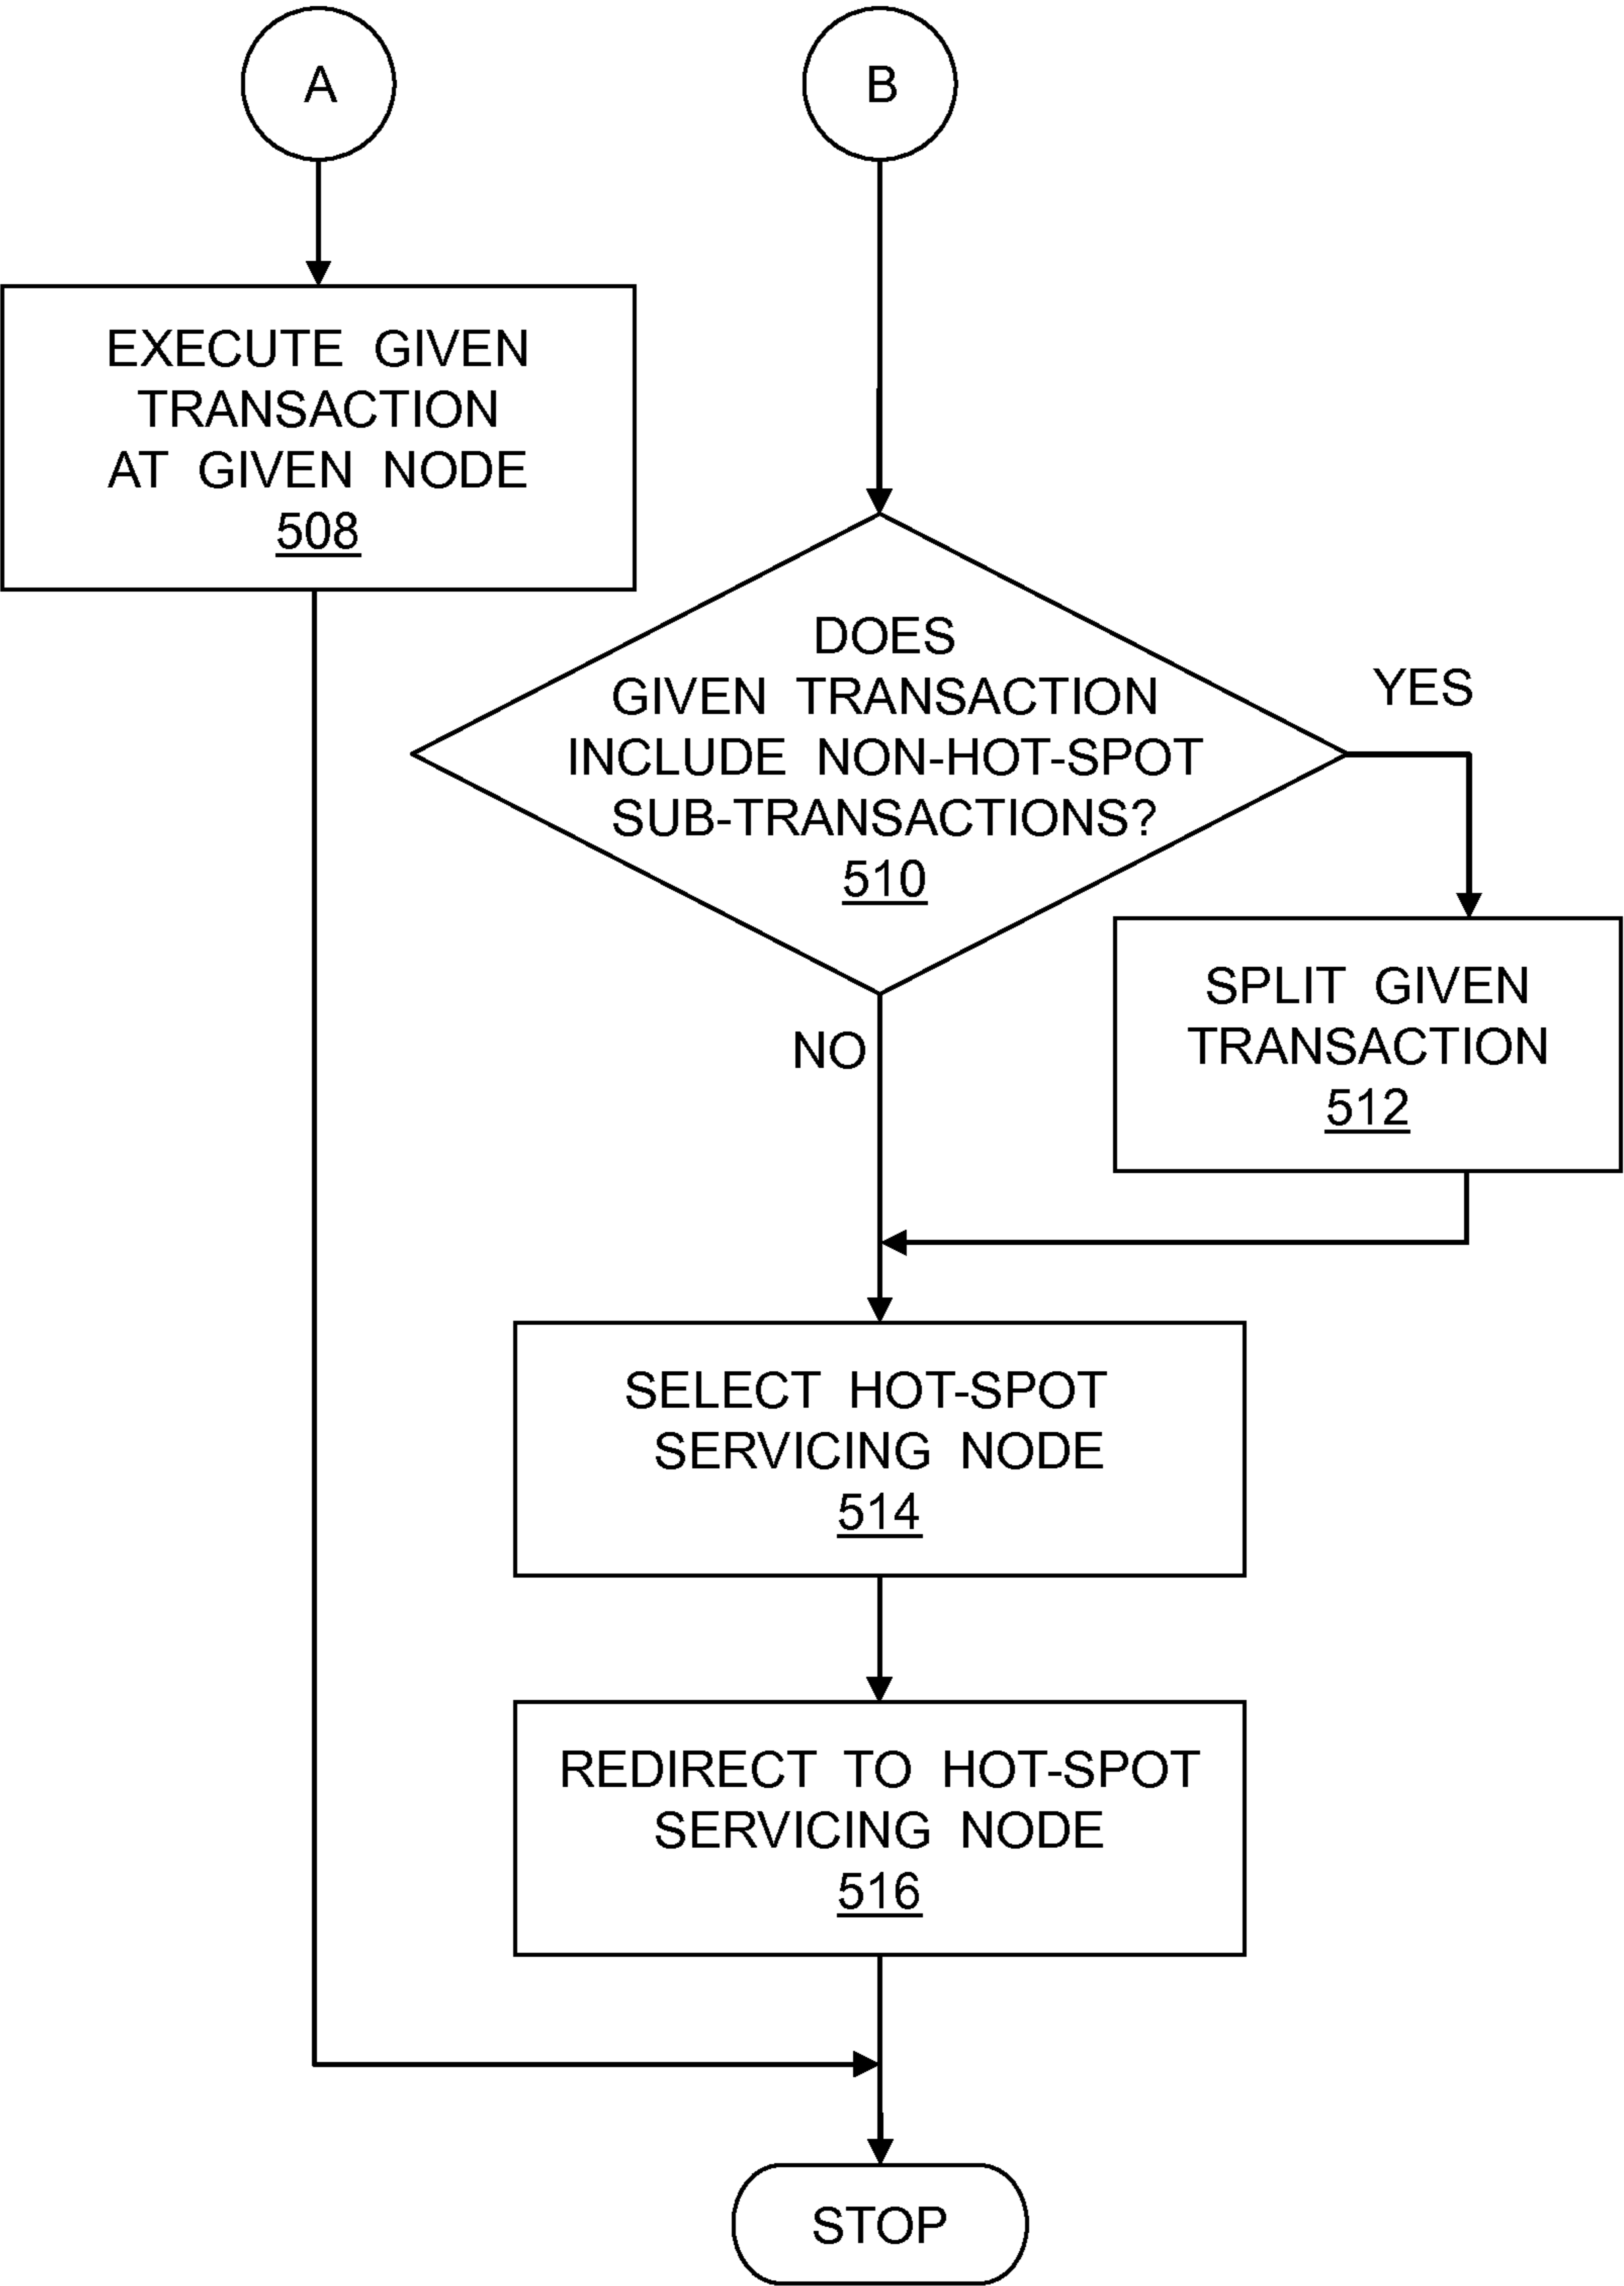 A
B
EXECUTE GIVEN
TRANSACTION
AT GIVEN NODE
508
DOES
GIVEN TRANSACTION
INCLUDE NON-HOT-SPOT
SUB-TRANSACTIONS?
510
YES
NO
SPLIT GIVEN
TRANSACTION
512
SELECT HOT-SPOT
SERVICING NODE
514
REDIRECT TO HOT-SPOT
SERVICING NODE
516
STOP